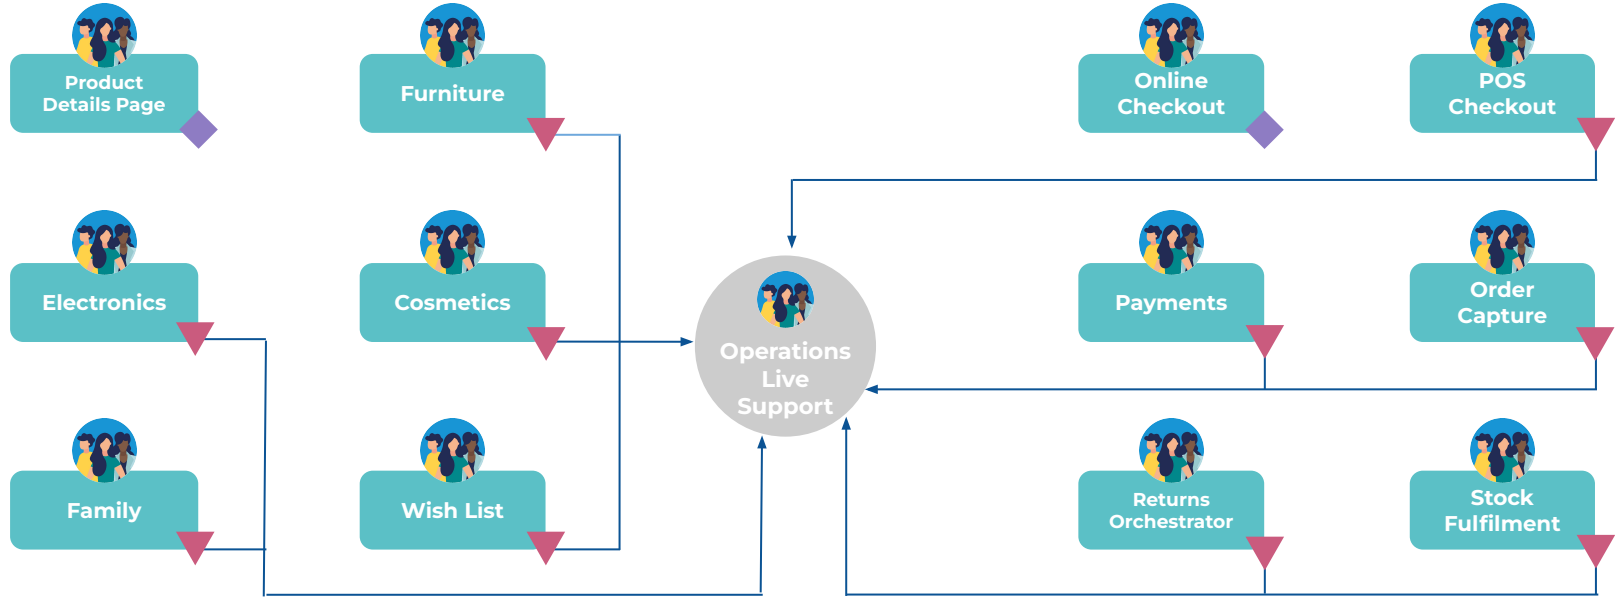 Product
Details Page
Furniture
Online
Checkout
POS
Checkout
Electronics
Cosmetics
Operations
Live
Support
Payments
Order
Capture
Family
Wish List
Returns
Orchestrator
Stock
Fulfilment